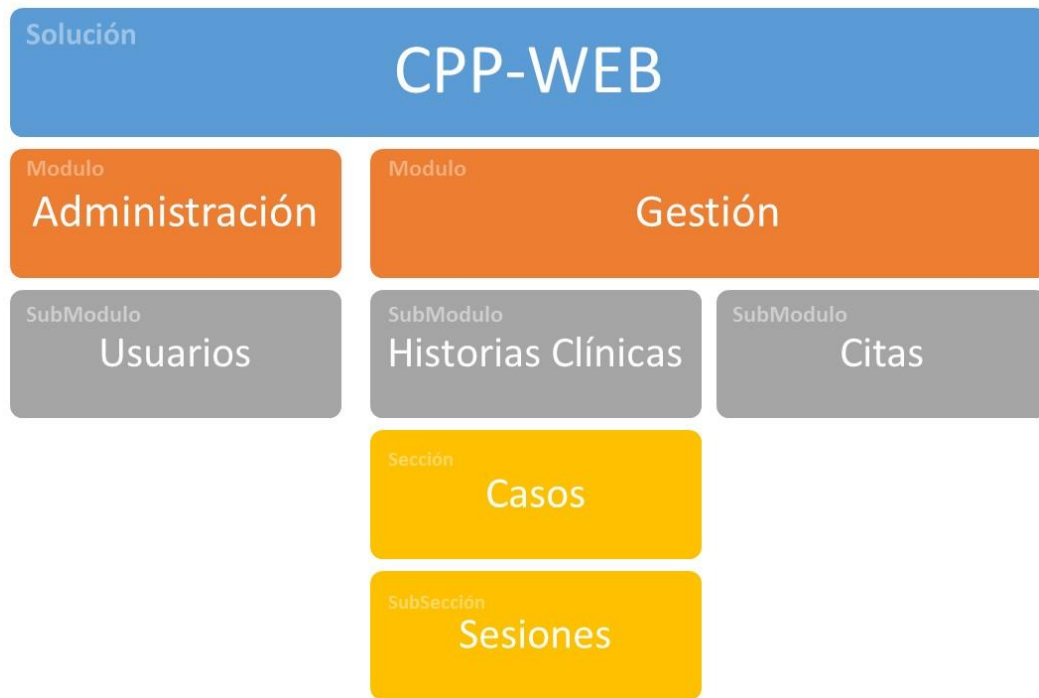 Solución
CPP-WEB
Modulo
Administración
Modulo
Gestión
SubModulo
Usuarios
SubModulo
Historias Clínicas
SubModulo
Citas
Sección
Casos
SubSección
Sesiones